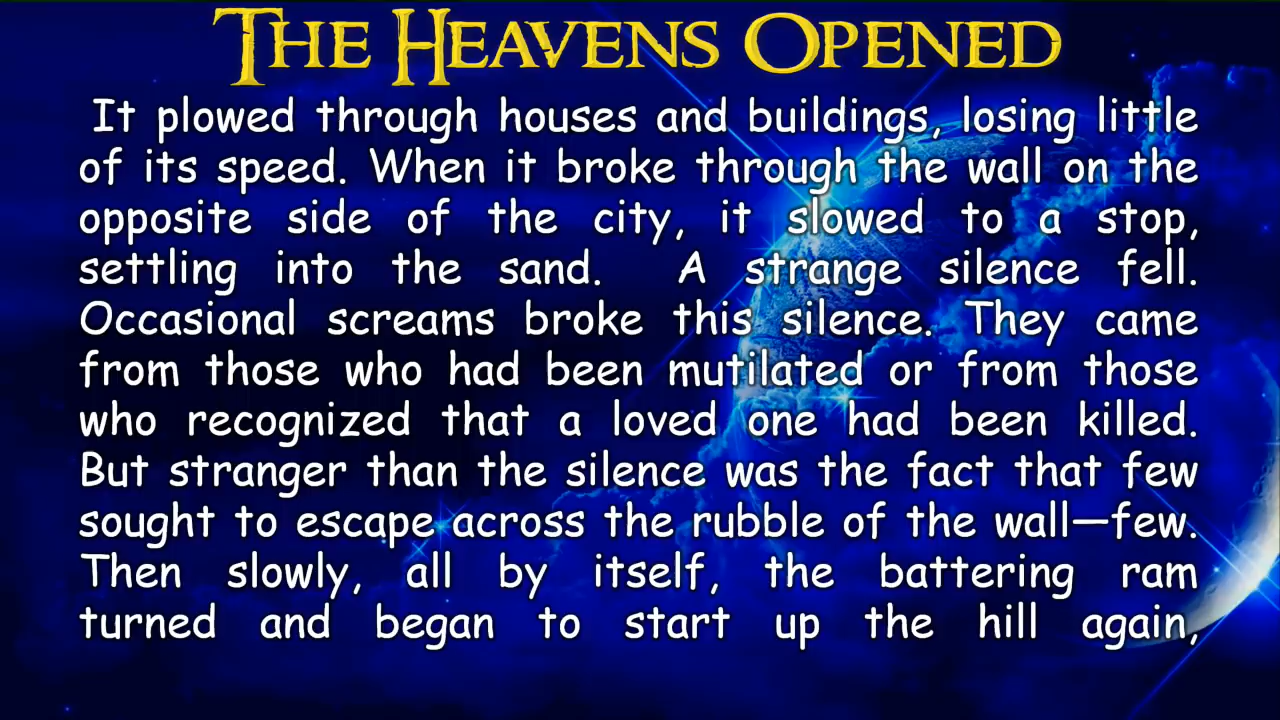 THE HEAVENS OPENED
It plowed through houses and buildings, losing little
of its speed. When it broke through the wall on the
opposite side of the city, it slowed to a stop,
settling into the sand. A strange silence fell.
Occasional screams broke this silence. They came
from those who had been mutilated or from those
who recognized that a loved one had been killed.
But stranger than the silence was the fact that few
sought to escape across the rubble of the wall—few.
Then slowly, all by itself, the battering ram
turned and began to start up the hill again,